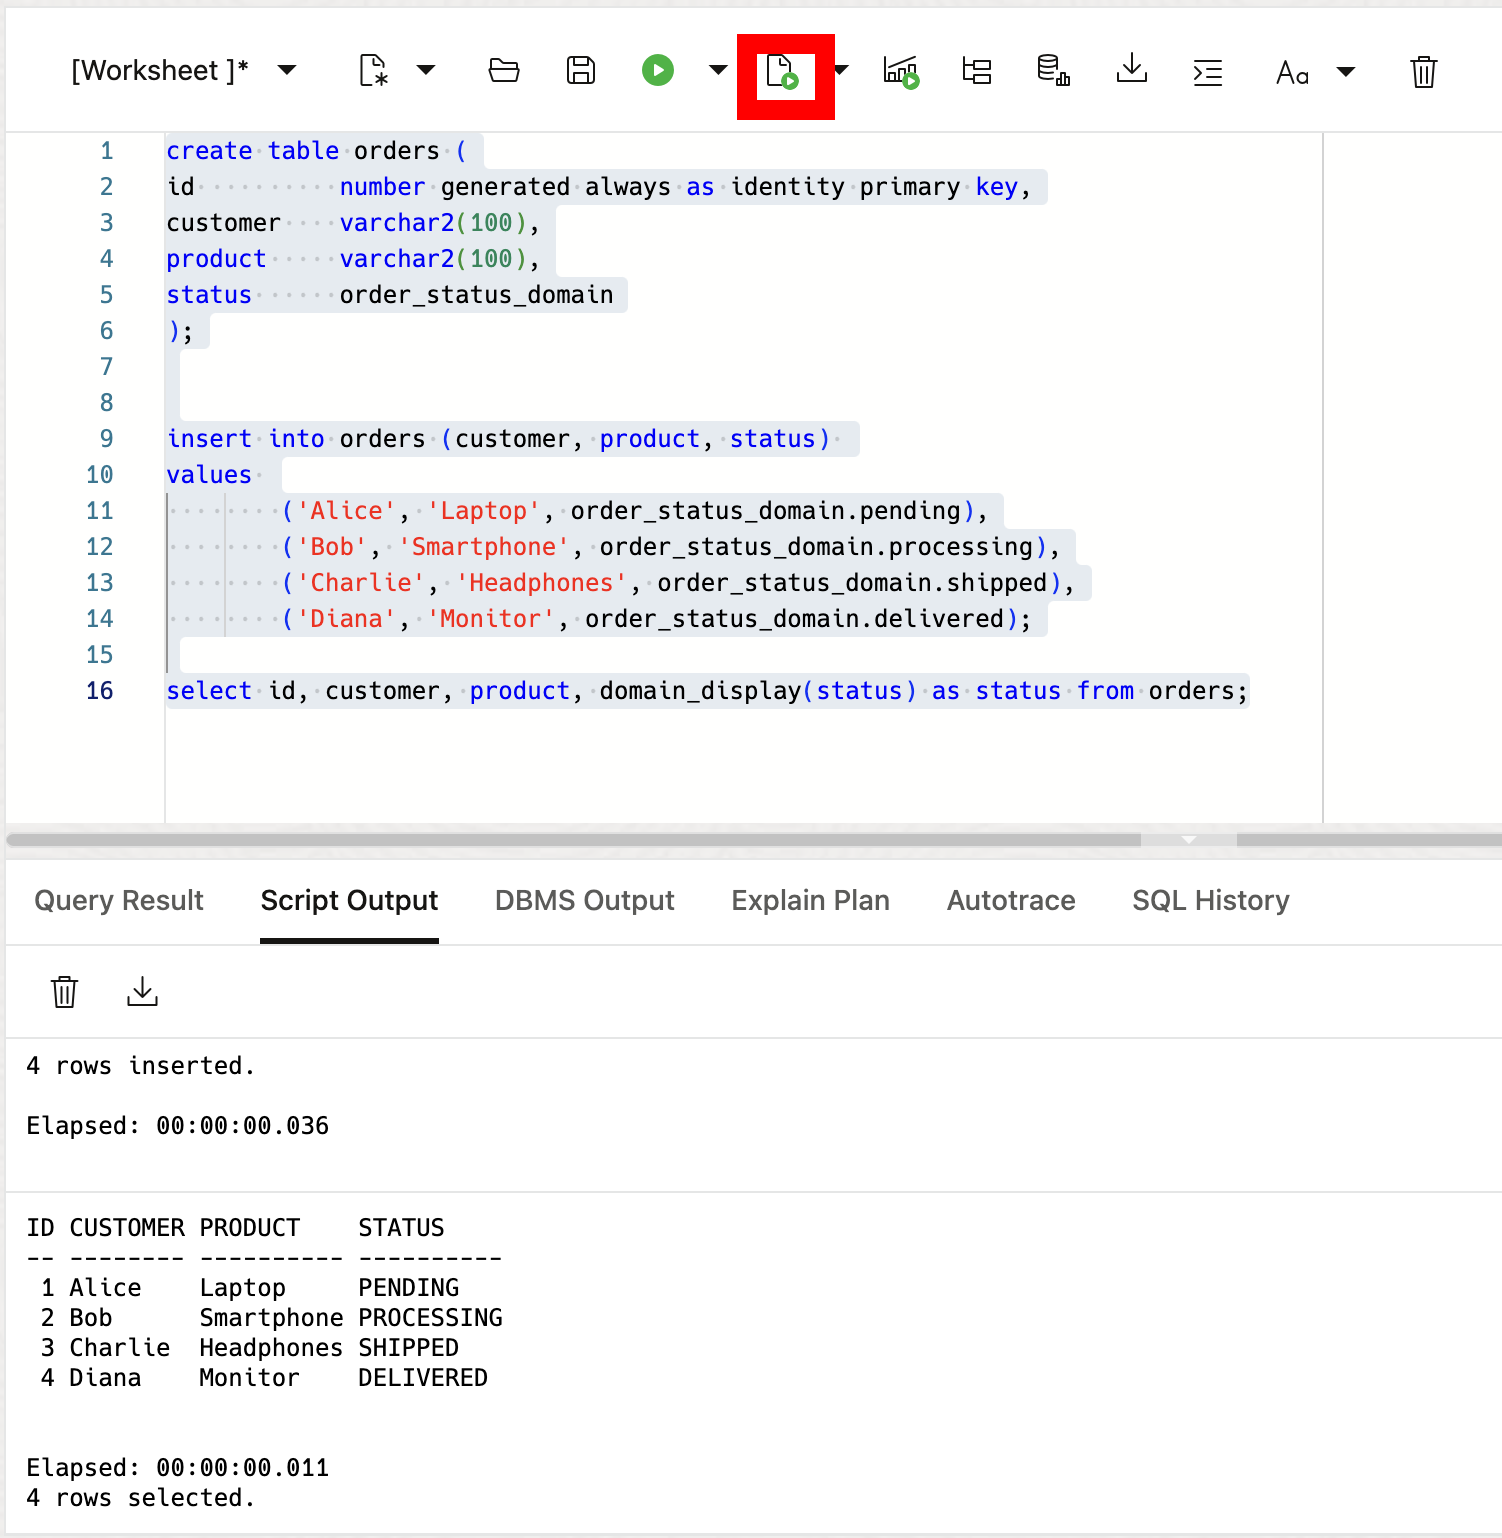 [Worksheet ]*
Aa
1 create table orders (
2 id          number generated always as identity primary key,
3 customer    varchar2(100),
4 product     varchar2(100),
5 status      order_status_domain
6 );
7
8
9 insert into orders (customer, product, status)
10 values
11         ('Alice', 'Laptop', order_status_domain.pending),
12         ('Bob', 'Smartphone', order_status_domain.processing),
13         ('Charlie', 'Headphones', order_status_domain.shipped),
14         ('Diana', 'Monitor', order_status_domain.delivered);
15
16 select id, customer, product, domain_display(status) as status from orders;
Query Result Script Output DBMS Output Explain Plan Autotrace SQL History
4 rows inserted.
Elapsed: 00:00:00.036
ID CUSTOMER PRODUCT    STATUS
-- -------- ---------- ----------
 1 Alice    Laptop     PENDING
 2 Bob      Smartphone PROCESSING
 3 Charlie  Headphones SHIPPED
 4 Diana    Monitor    DELIVERED
Elapsed: 00:00:00.011
4 rows selected.